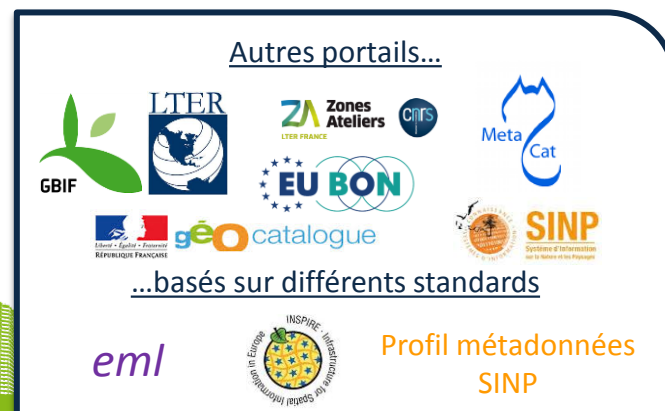 Autres portails...
LTER
Zones
Ateliers
ZA
LTER FRANCE
cnrs
Meta
Cat
GBIF
EU BON
Liberté • Égalité • Fraternité
RÉPUBLIQUE FRANÇAISE
géocatalogue
SINP
Système d'Information
sur la Nature et les Paysages
...basés sur différents standards
eml
INSPIRE - Infrastructure for Spatial Information in Europe
Profil métadonnées
SINP